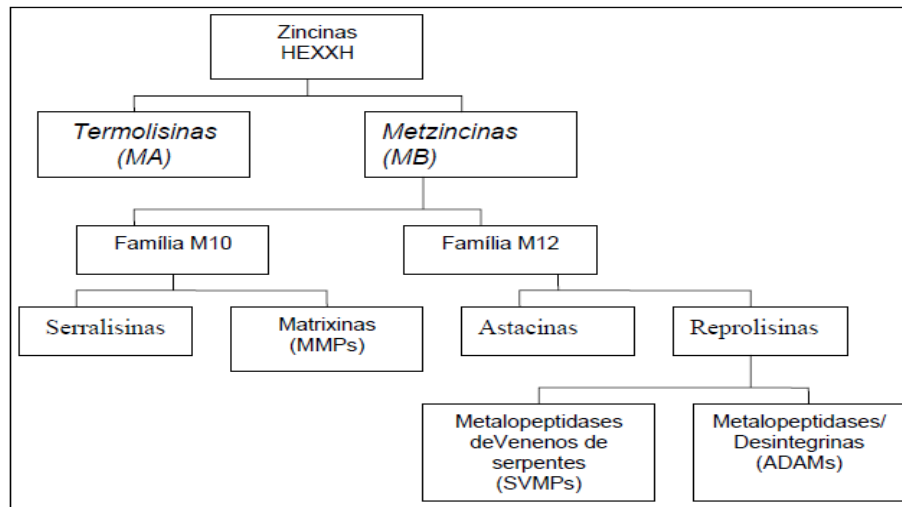 Zincinas
HEXXH
Termolisinas
(MA)
Metzincinas
(MB)
Família M10
Família M12
Serralisinas
Matrixinas
(MMPs)
Astacinas
Reprolisinas
Metalopeptidases
deVenenos de
serpentes
(SVMPs)
Metalopeptidases/
Desintegrinas
(ADAMs)